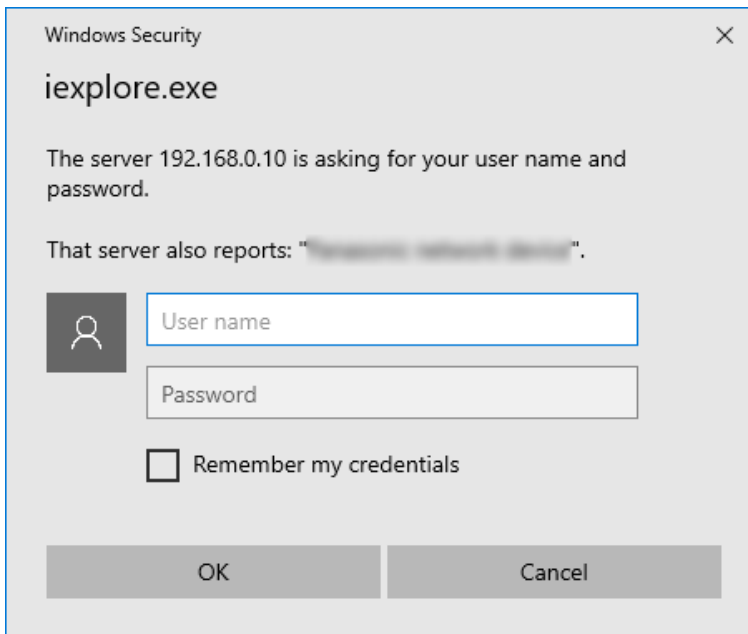 Windows Security
iexplore.exe
The server 192.168.0.10 is asking for your user name and
password.
That server also reports: "".
User name
Password
Remember my credentials
OK
Cancel